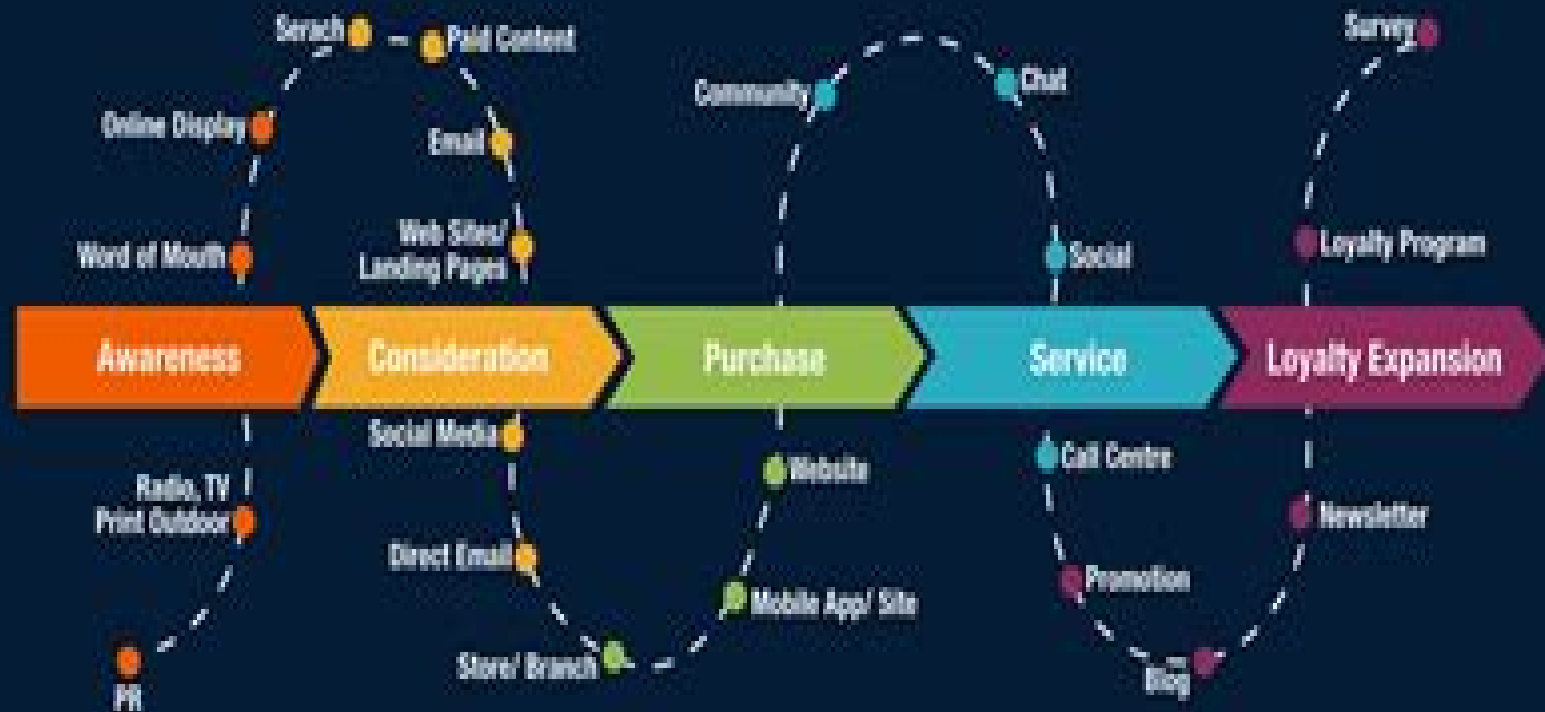 Serach
Paid Content
Survey
Community
Chat
Online Display
Email
Word of Mouth
Web Sites/
Landing Pages
Social
Loyalty Program
Awareness
Consideration
Purchase
Service
Loyalty Expansion
Social Media
Website
Call Centre
Radio, TV
Print Outdoor
Newsletter
Direct Email
Promotion
Mobile App/ Site
Store/ Branch
Blog
PR